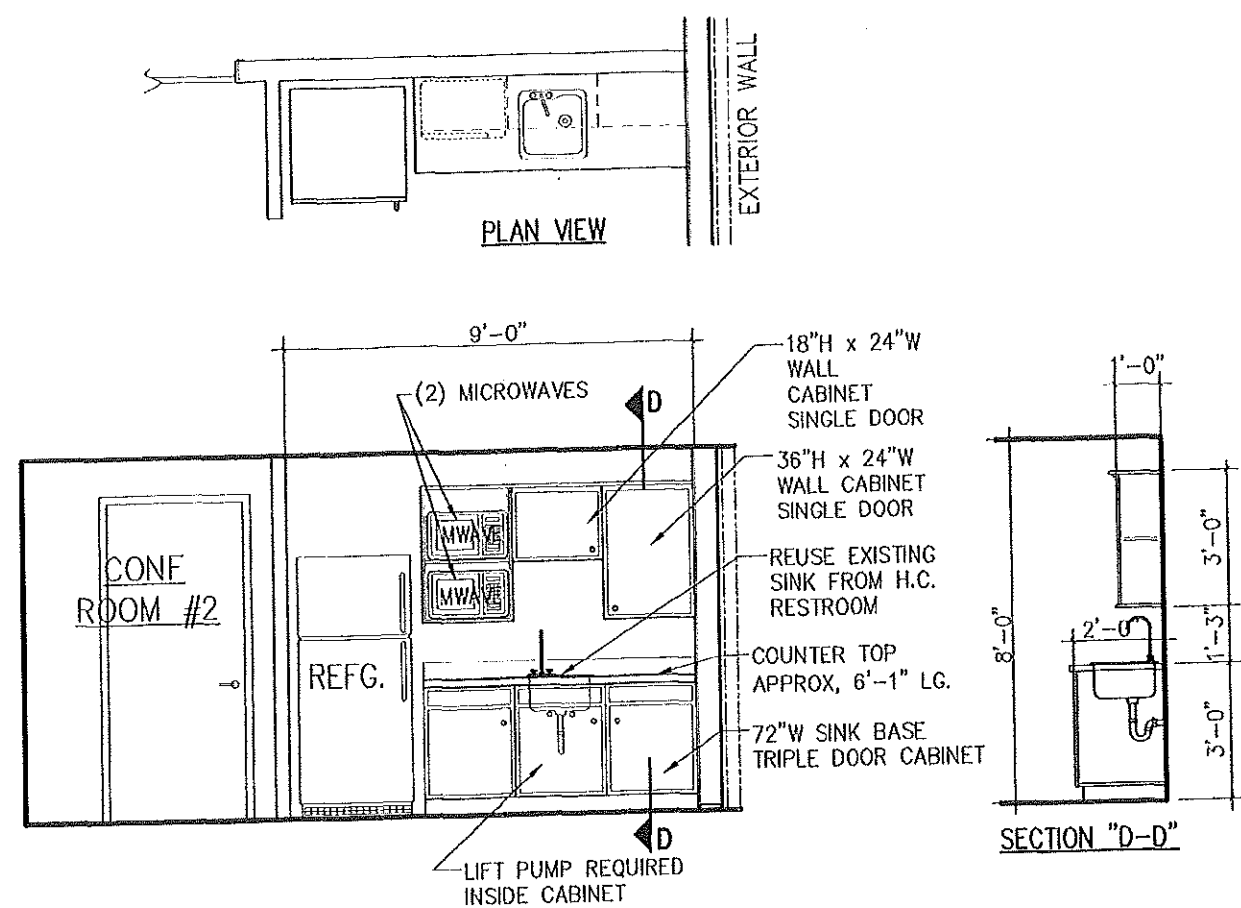 EXTERIOR WALL
PLAN VIEW
9'-0"
(2) MICROWAVES
D
18"H x 24"W
WALL
CABINET
SINGLE DOOR
36"H x 24"W
WALL CABINET
SINGLE DOOR
MWAVE
MWAVE
CONF
ROOM #2
REFG.
REUSE EXISTING
SINK FROM H.C.
RESTROOM
COUNTER TOP
APPROX, 6'-1" LG.
72"W SINK BASE
TRIPLE DOOR CABINET
D
LIFT PUMP REQUIRED
INSIDE CABINET
1'-0"
8'-0"
2'-0"
3'-0"
1'-3"
3'-0"
SECTION "D-D"